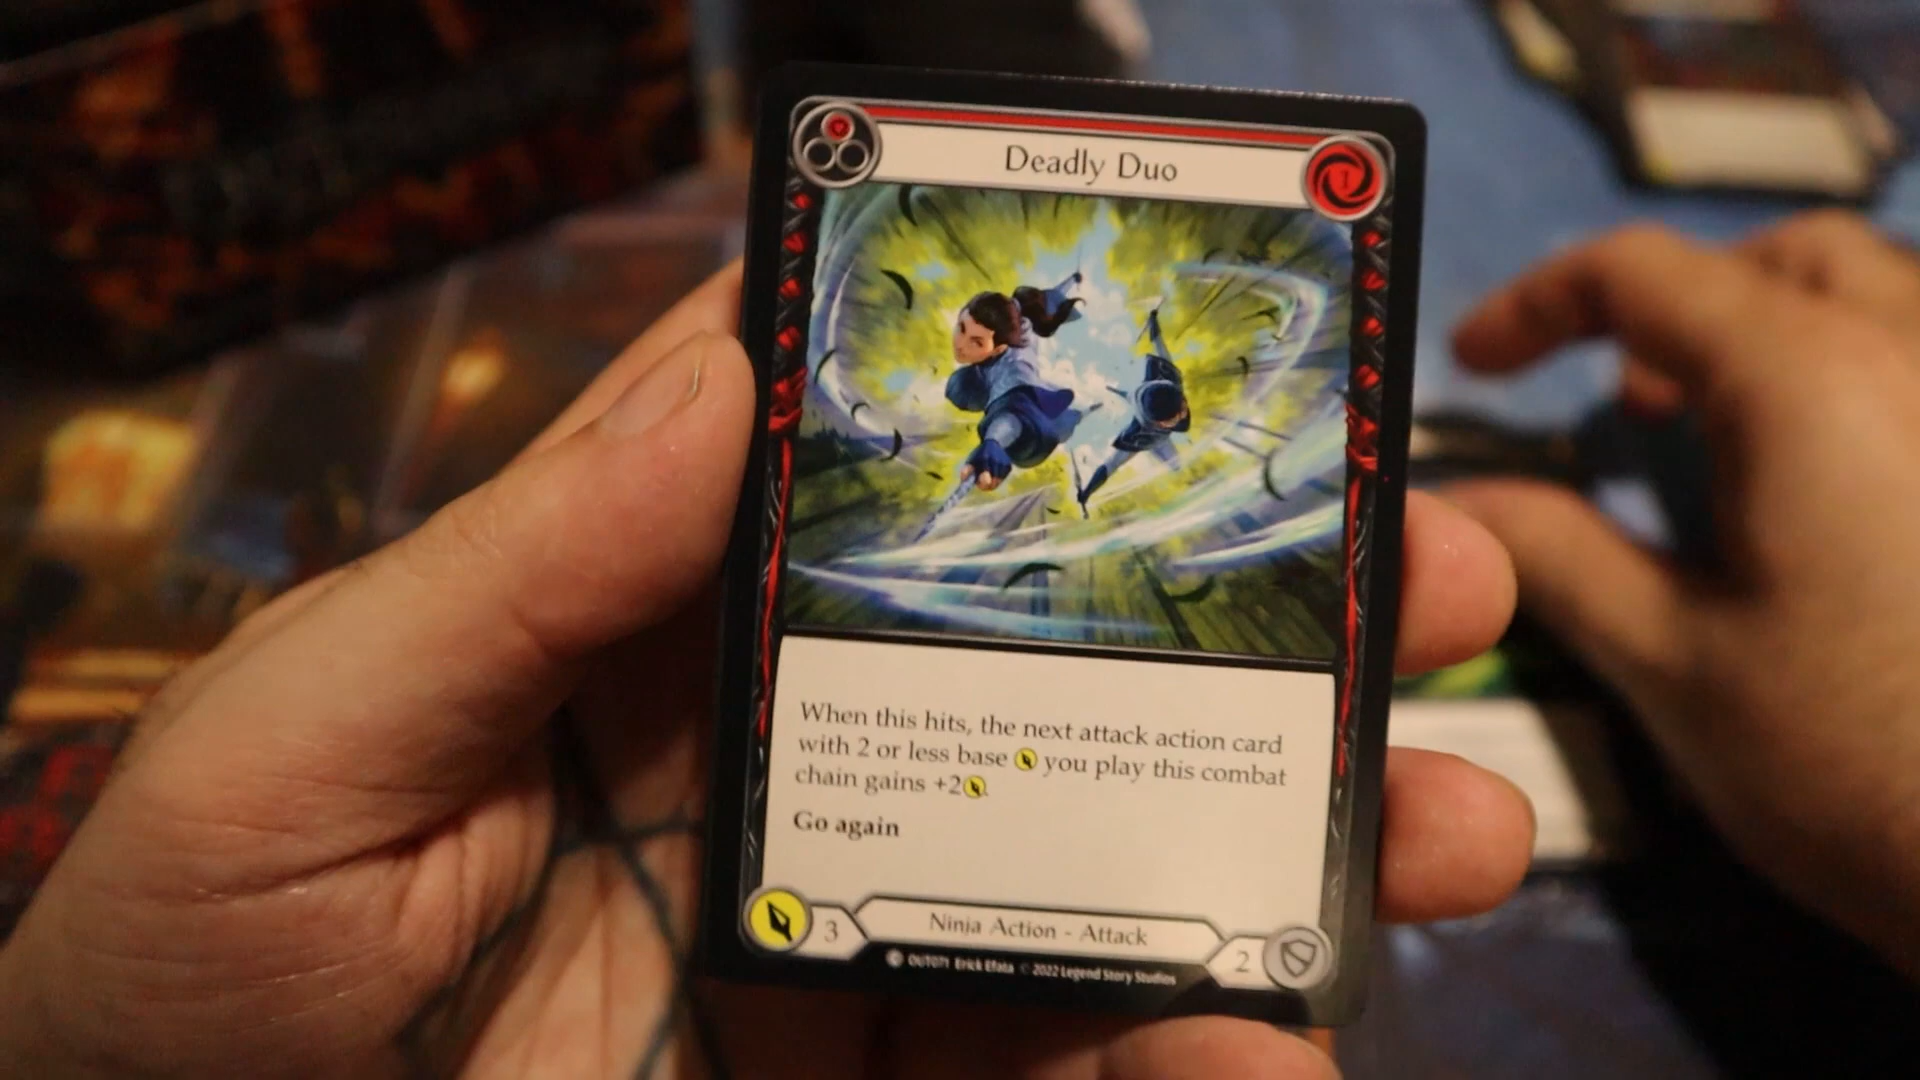 Deadly Duo
1
When this hits, the next attack action card
with 2 or less base you play this combat
chain gains +2
Go again
3
Ninja Action - Attack
2
C OUT071 Erick Efata © 2022 Legend Story Studios